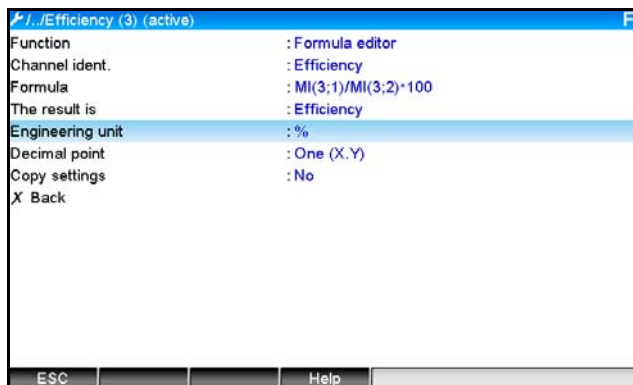 /../Efficiency (3) (active) F
Function : Formula editor
Channel ident. : Efficiency
Formula : MI(3;1)/MI(3;2)*100
The result is : Efficiency
Engineering unit : %
Decimal point : One (X.Y)
Copy settings : No
X Back
ESC Help